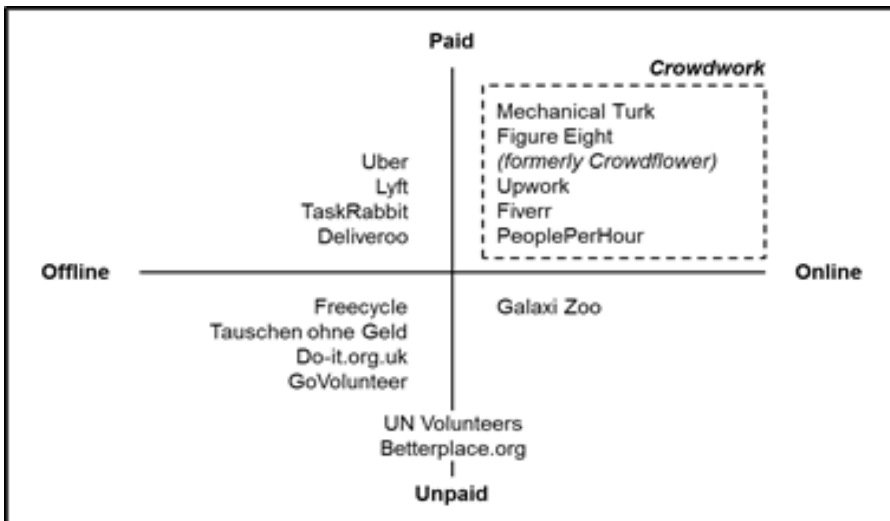 Paid
Crowdwork
Mechanical Turk
Figure Eight
(formerly Crowdflower)
Upwork
Fiverr
PeoplePerHour
Uber
Lyft
TaskRabbit
Deliveroo
Offline
Online
Freecycle
Tauschen ohne Geld
Do-it.org.uk
GoVolunteer
Galaxi Zoo
UN Volunteers
Betterplace.org
Unpaid